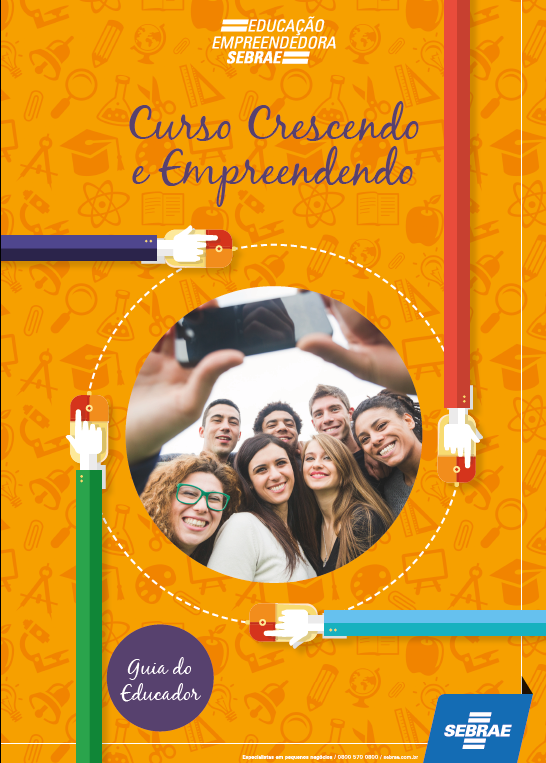 EDUCAÇÃO
EMPREENDEDORA
SEBRAE
Curso Crescendo
e Empreendendo
Guia do
Educador
SEBRAE
Especialistas em pequenos negócios / 0800 570 0800 / sebrae.com.br